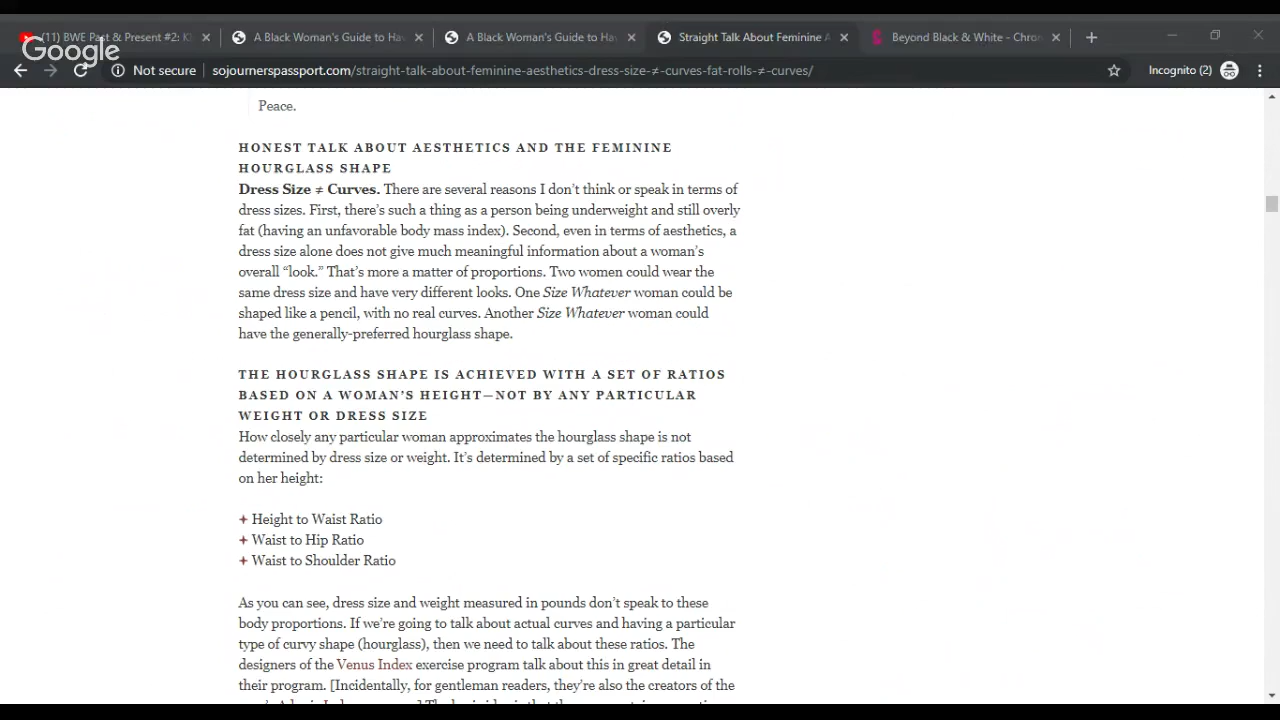 (11) BWE Past & Present #2: K
A Black Woman's Guide to Hav
A Black Woman's Guide to Hav
Straight Talk About Feminine A
Beyond Black & White - Chron
Google
Not secure
sojournerspassport.com/straight-talk-about-feminine-aesthetics-dress-size-≠-curves-fat-rolls-≠-curves/
Incognito (2)
Peace.
HONEST TALK ABOUT AESTHETICS AND THE FEMININE
HOURGLASS SHAPE
Dress Size ≠ Curves. There are several reasons I don't think or speak in terms of
dress sizes. First, there's such a thing as a person being underweight and still overly
fat (having an unfavorable body mass index). Second, even in terms of aesthetics, a
dress size alone does not give much meaningful information about a woman's
overall "look." That's more a matter of proportions. Two women could wear the
same dress size and have very different looks. One Size Whatever woman could be
shaped like a pencil, with no real curves. Another Size Whatever woman could
have the generally-preferred hourglass shape.
THE HOURGLASS SHAPE IS ACHIEVED WITH A SET OF RATIOS
BASED ON A WOMAN'S HEIGHT—NOT BY ANY PARTICULAR
WEIGHT OR DRESS SIZE
How closely any particular woman approximates the hourglass shape is not
determined by dress size or weight. It's determined by a set of specific ratios based
on her height:
Height to Waist Ratio
Waist to Hip Ratio
Waist to Shoulder Ratio
As you can see, dress size and weight measured in pounds don't speak to these
body proportions. If we're going to talk about actual curves and having a particular
type of curvy shape (hourglass), then we need to talk about these ratios. The
designers of the Venus Index exercise program talk about this in great detail in
their program. [Incidentally, for gentleman readers, they're also the creators of the